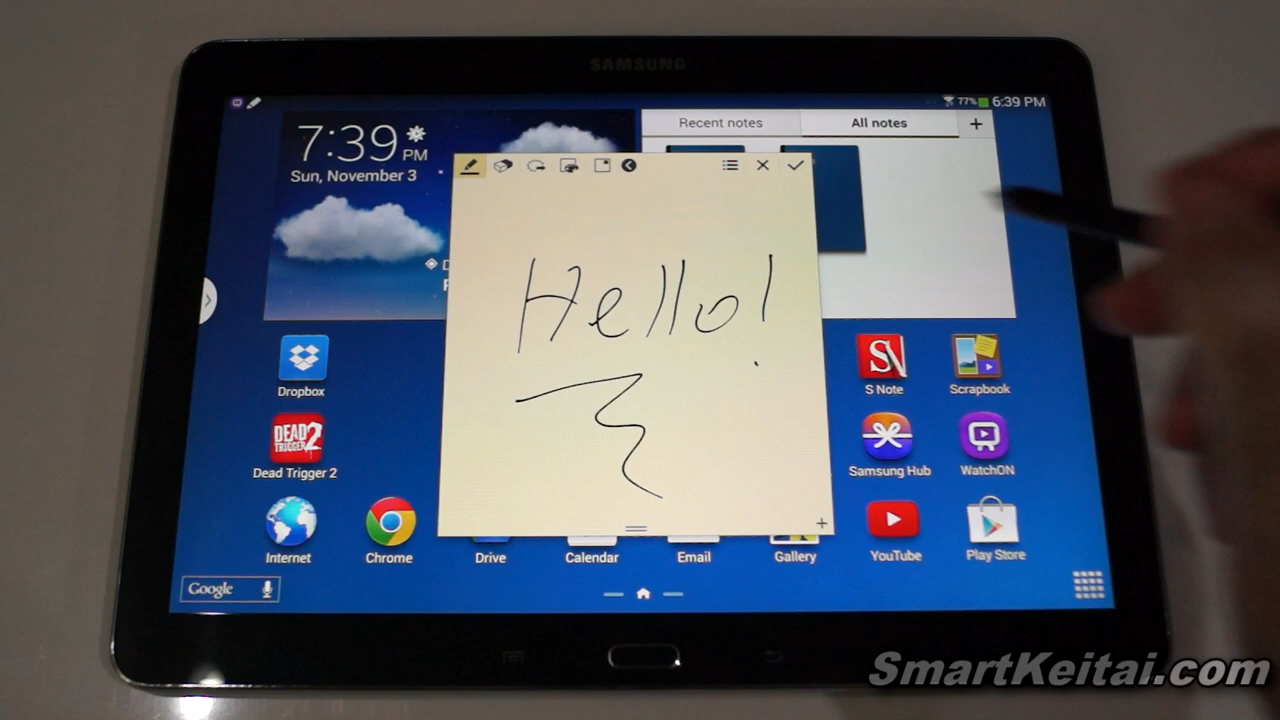 SAMSUNG
77% 6:39 PM
7:39 PM
Sun, November 3
Recent notes All notes +
Hello!
Dropbox
S Note Scrapbook
DEAD TRIGGER 2
Dead Trigger 2
Samsung Hub WatchON
Internet Chrome Drive Calendar Email Gallery YouTube Play Store
Google
SmartKeitai.com